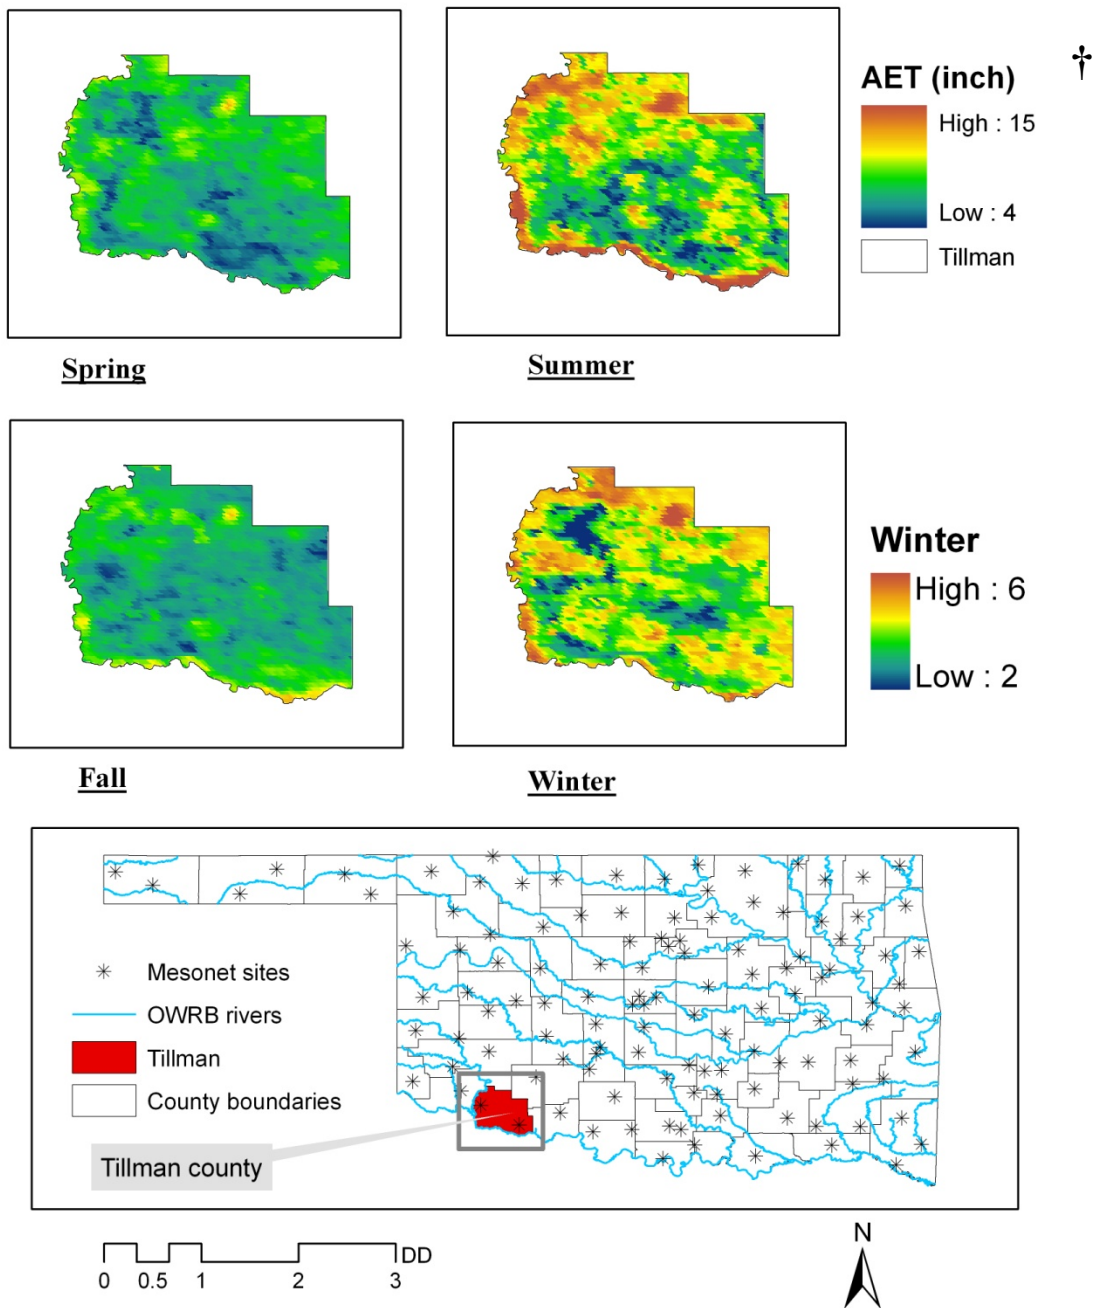 †
AET (inch)
High : 15
Low : 4
Tillman
Spring
Summer
Winter
High : 6
Low : 2
Fall
Winter
Mesonet sites
OWRB rivers
Tillman
County boundaries
Tillman county
N
DD
0 0.5 1 2 3